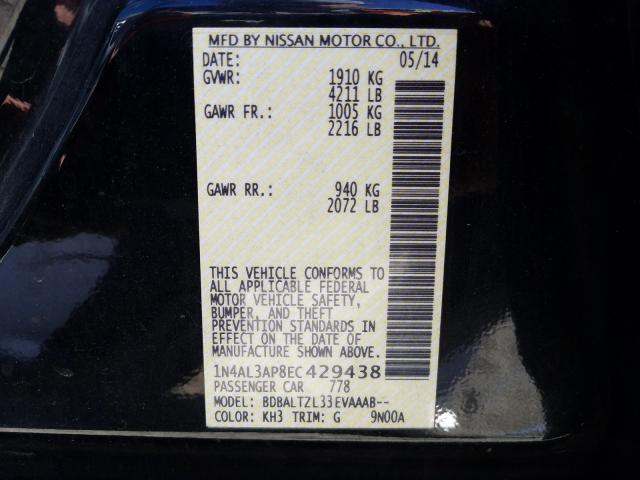 MFD BY NISSAN MOTOR CO., LTD.
DATE: 05/14
GVWR: 1910 KG
4211 LB
GAWR FR.: 1005 KG
2216 LB
GAWR RR.: 940 KG
2072 LB
THIS VEHICLE CONFORMS TO
ALL APPLICABLE FEDERAL
MOTOR VEHICLE SAFETY,
BUMPER, AND THEFT
PREVENTION STANDARDS IN
EFFECT ON THE DATE OF
MANUFACTURE SHOWN ABOVE.
1N4AL3AP8EC429438
PASSENGER CAR 778
MODEL: BDBALTZL33EVAAAB--
COLOR: KH3 TRIM: G 9N00A